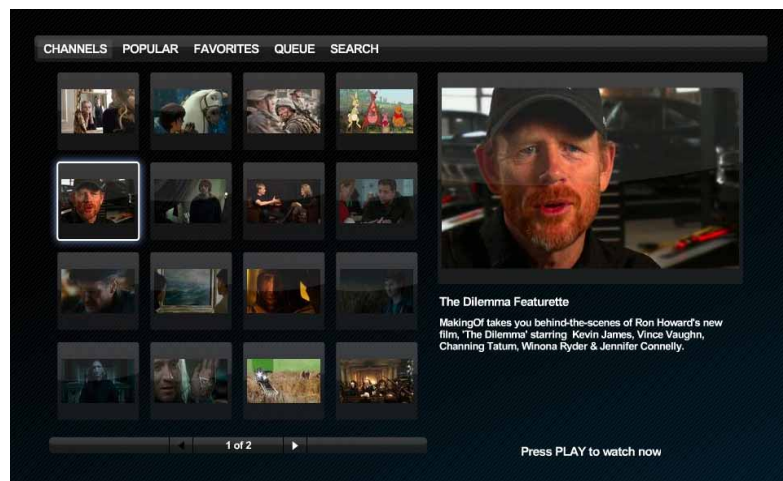 CHANNELS POPULAR FAVORITES QUEUE SEARCH
The Dilemma Featurette
MakingOf takes you behind-the-scenes of Ron Howard's new
film, 'The Dilemma' starring Kevin James, Vince Vaughn,
Channing Tatum, Winona Ryder & Jennifer Connelly.
1 of 2
Press PLAY to watch now